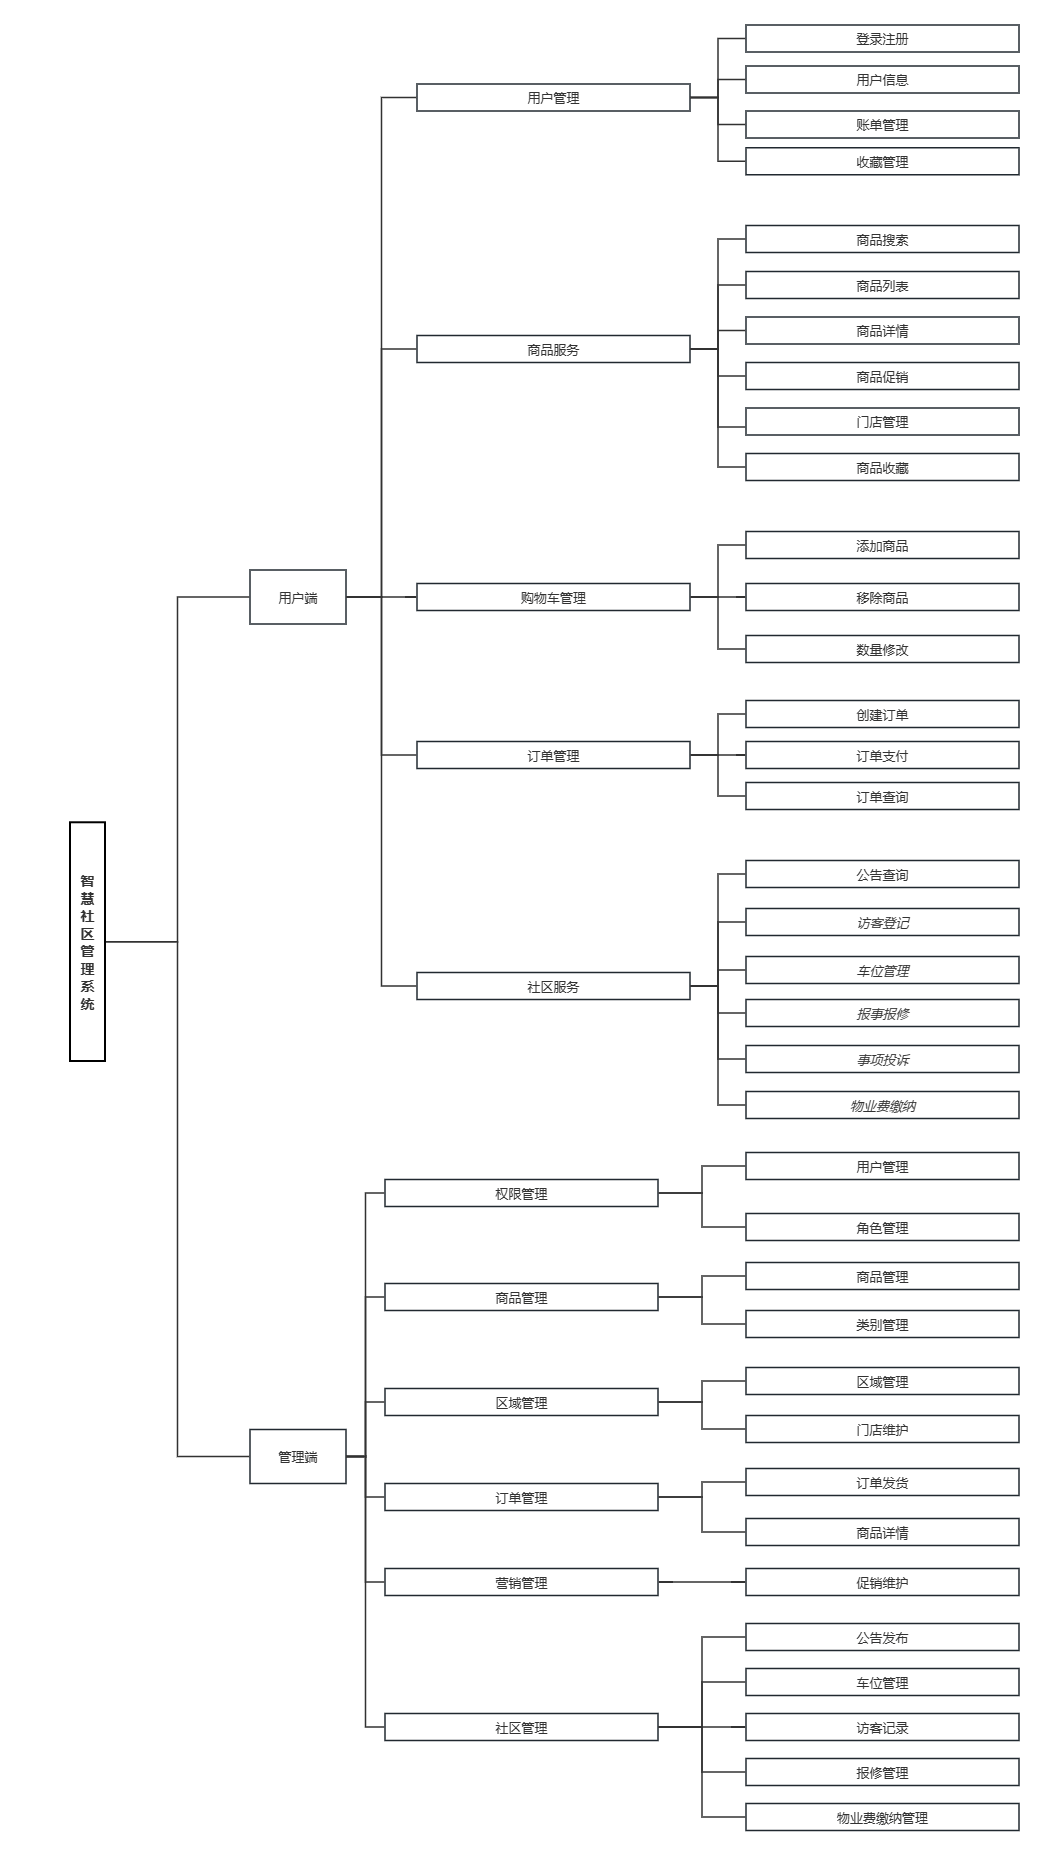 智慧社区管理系统
用户端
用户管理
登录注册
用户信息
账单管理
收藏管理
商品服务
商品搜索
商品列表
商品详情
商品促销
门店管理
商品收藏
购物车管理
添加商品
移除商品
数量修改
订单管理
创建订单
订单支付
订单查询
社区服务
公告查询
访客登记
车位管理
报事报修
事项投诉
物业费缴纳
管理端
权限管理
用户管理
角色管理
商品管理
商品管理
类别管理
区域管理
区域管理
门店维护
订单管理
订单发货
商品详情
营销管理
促销维护
社区管理
公告发布
车位管理
访客记录
报修管理
物业费缴纳管理